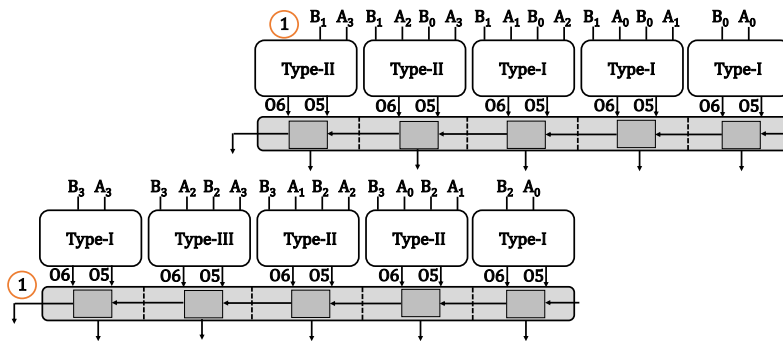 1 B₁ A₃ B₁ A₂ B₀ A₃ B₁ A₁ B₀ A₂ B₁ A₀ B₀ A₁ B₀ A₀
Type-II Type-II Type-I Type-I Type-I
O6 O5 O6 O5 O6 O5 O6 O5 O6 O5
B₃ A₃ B₃ A₂ B₂ A₃ B₃ A₁ B₂ A₂ B₃ A₀ B₂ A₁ B₂ A₀
Type-I Type-III Type-II Type-II Type-I
1 O6 O5 O6 O5 O6 O5 O6 O5 O6 O5